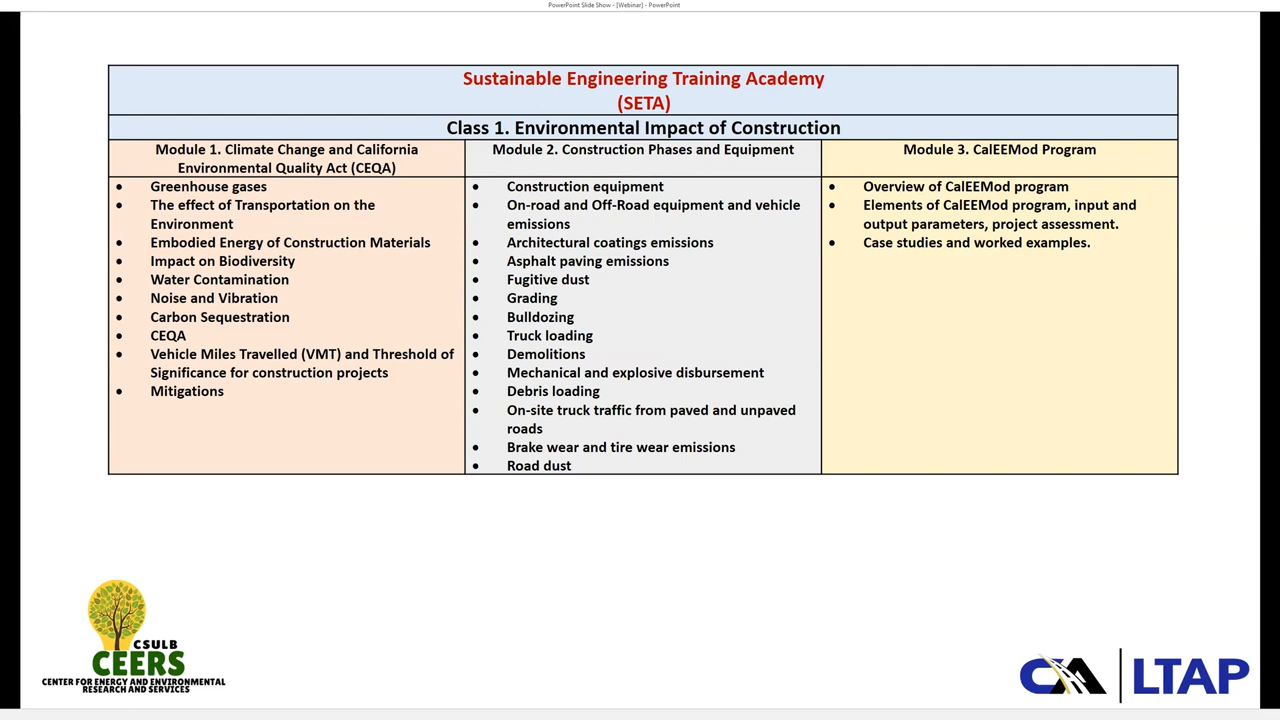 PowerPoint Slide Show - [Webinar] - PowerPoint
Sustainable Engineering Training Academy
(SETA)
Class 1. Environmental Impact of Construction
Module 1. Climate Change and California
Environmental Quality Act (CEQA)
• Greenhouse gases
• The effect of Transportation on the
Environment
• Embodied Energy of Construction Materials
• Impact on Biodiversity
• Water Contamination
• Noise and Vibration
• Carbon Sequestration
• CEQA
• Vehicle Miles Travelled (VMT) and Threshold of
Significance for construction projects
• Mitigations
Module 2. Construction Phases and Equipment
• Construction equipment
• On-road and Off-Road equipment and vehicle
emissions
• Architectural coatings emissions
• Asphalt paving emissions
• Fugitive dust
• Grading
• Bulldozing
• Truck loading
• Demolitions
• Mechanical and explosive disbursement
• Debris loading
• On-site truck traffic from paved and unpaved
roads
• Brake wear and tire wear emissions
• Road dust
Module 3. CalEEMod Program
• Overview of CalEEMod program
• Elements of CalEEMod program, input and
output parameters, project assessment.
• Case studies and worked examples.
CSULB
CEERS
CENTER FOR ENERGY AND ENVIRONMENTAL
RESEARCH AND SERVICES
CA LTAP